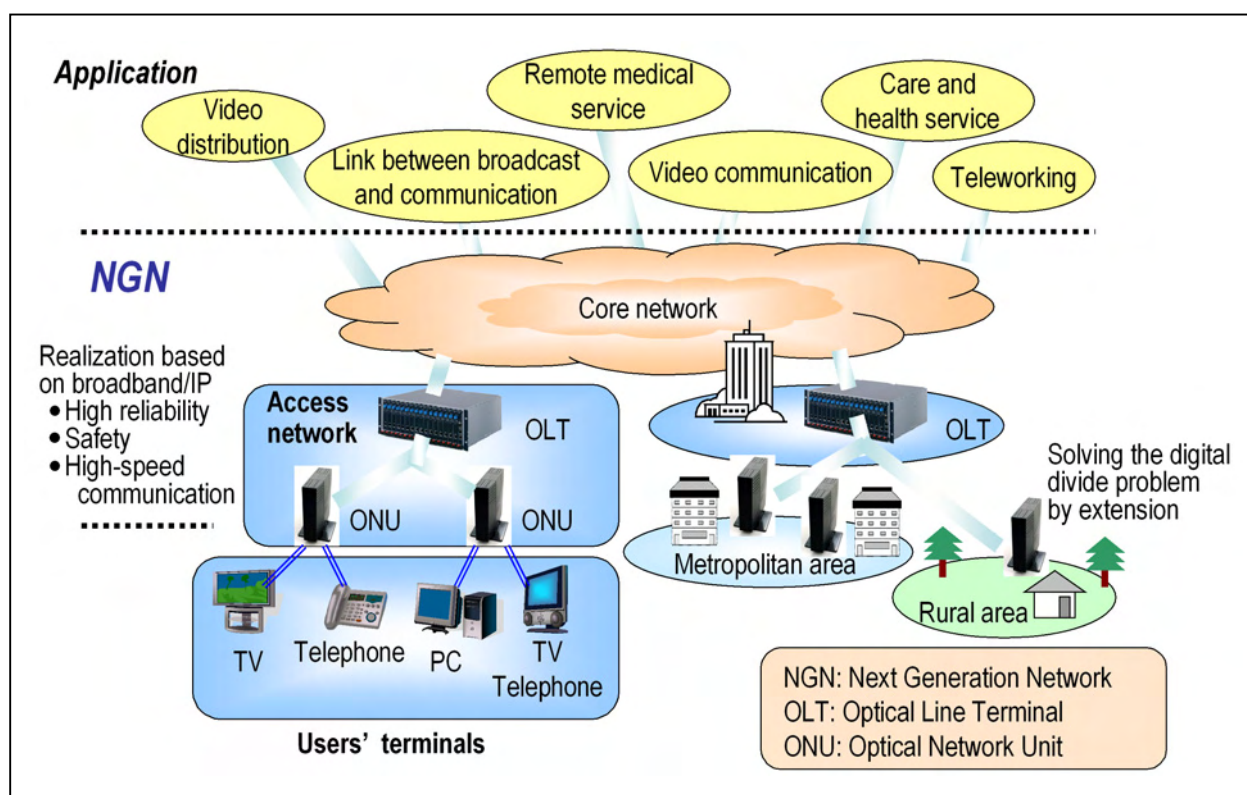 Application
Video
distribution
Link between broadcast
and communication
Remote medical
service
Video communication
Care and
health service
Teleworking
NGN
Core network
Realization based
on broadband/IP
●High reliability
●Safety
●High-speed
communication
Access
network
OLT
ONU
ONU
OLT
Metropolitan area
Solving the digital
divide problem
by extension
Rural area
TV
Telephone
PC
TV
Telephone
Users' terminals
NGN: Next Generation Network
OLT: Optical Line Terminal
ONU: Optical Network Unit